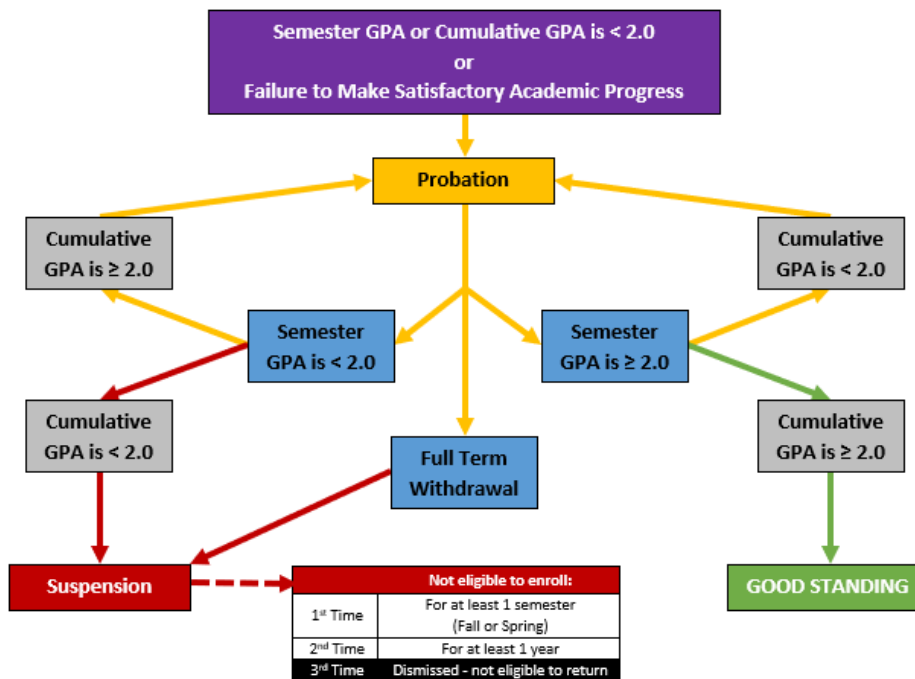 Semester GPA or Cumulative GPA is < 2.0
or
Failure to Make Satisfactory Academic Progress
Probation
Cumulative
GPA is ≥ 2.0
Cumulative
GPA is < 2.0
Semester
GPA is < 2.0
Semester
GPA is ≥ 2.0
Cumulative
GPA is < 2.0
Full Term
Withdrawal
Cumulative
GPA is ≥ 2.0
Suspension
GOOD STANDING
Not eligible to enroll:
1st Time For at least 1 semester
(Fall or Spring)
2nd Time For at least 1 year
3rd Time Dismissed - not eligible to return